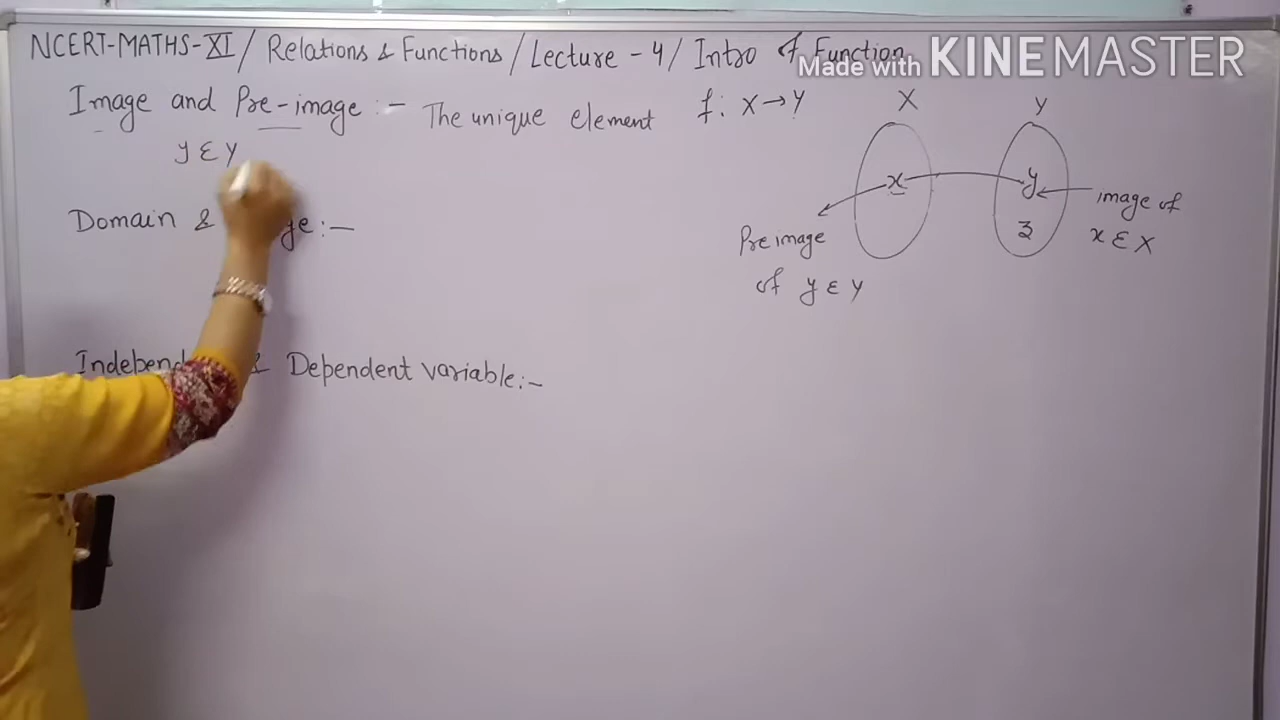 NCERT-MATHS-XI / Relations & Functions / Lecture - 4 / Intro of Function
Made with KINEMASTER
Image and Pre-image :- The unique element
y ε Y
f: X → Y
X
Y
x
y
3
image of
x ε X
Pre image
of y ε Y
Domain & :-
& Dependent variable :-